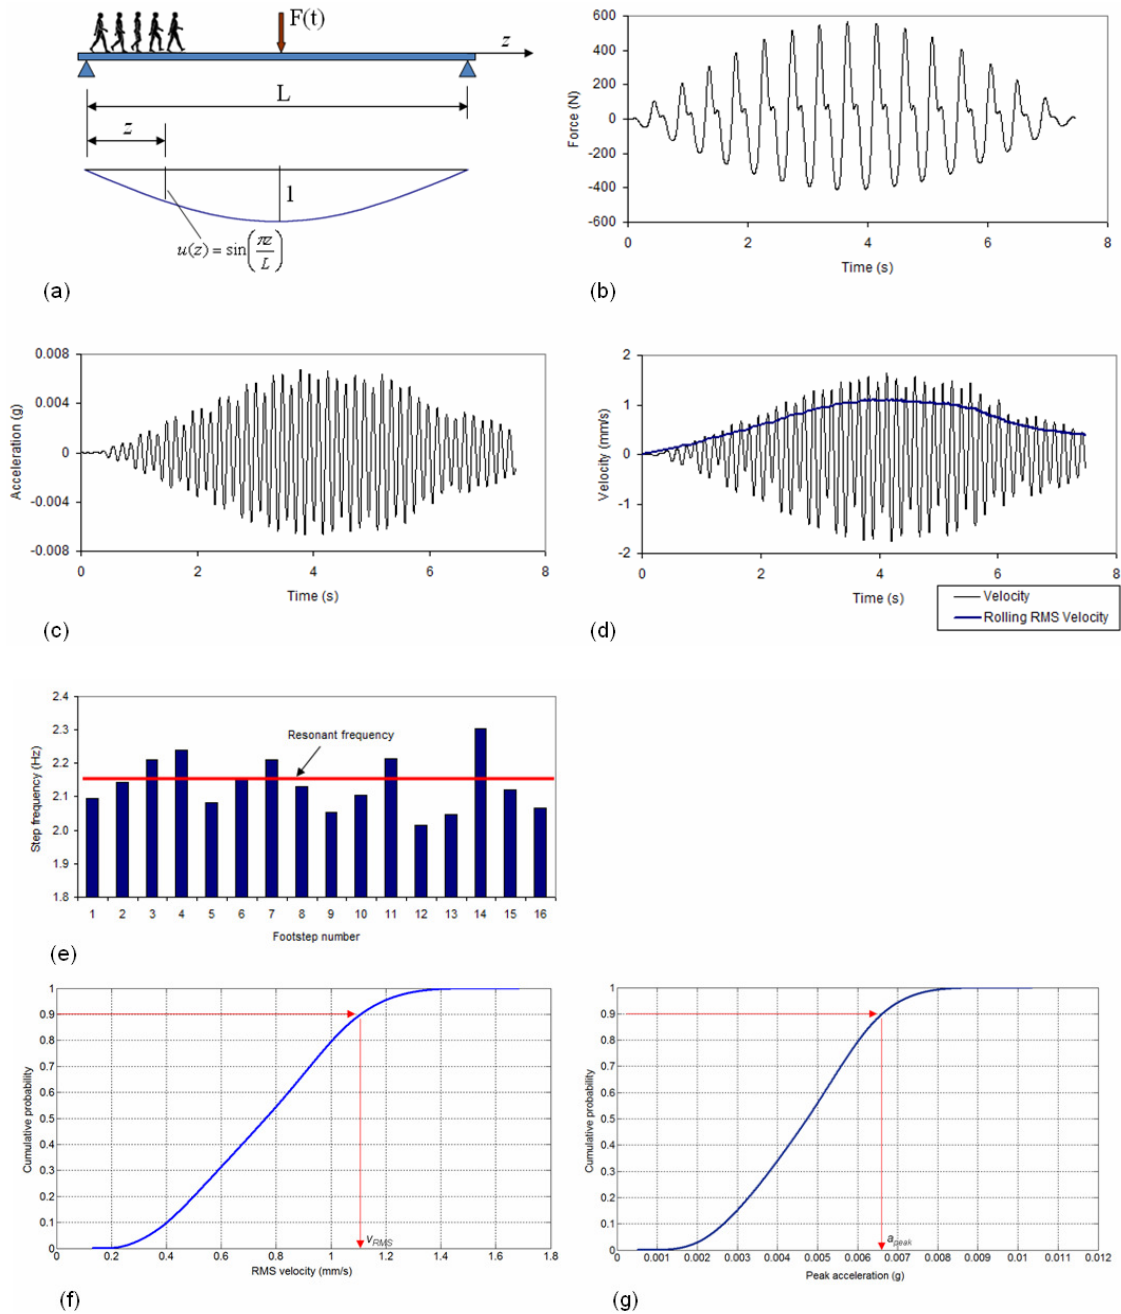 F(t)
z
L
z
1
u(z) = sin(πz/L)
(a)
600
400
200
0
-200
-400
-600
Force (N)
0 2 4 6 8
Time (s)
(b)
0.008
0.004
0
-0.004
-0.008
Acceleration (g)
0 2 4 6 8
Time (s)
(c)
2
1
0
-1
-2
Velocity (mm/s)
0 2 4 6 8
Time (s)
Velocity
Rolling RMS Velocity
(d)
2.4
2.3
2.2
2.1
2.0
1.9
1.8
Step frequency (Hz)
Resonant frequency
1 2 3 4 5 6 7 8 9 10 11 12 13 14 15 16
Footstep number
(e)
1
0.9
0.8
0.7
0.6
0.5
0.4
0.3
0.2
0.1
0
Cumulative probability
vRMS
0 0.2 0.4 0.6 0.8 1 1.2 1.4 1.6 1.8
RMS velocity (mm/s)
(f)
1
0.9
0.8
0.7
0.6
0.5
0.4
0.3
0.2
0.1
0
Cumulative probability
apeak
0 0.001 0.002 0.003 0.004 0.005 0.006 0.007 0.008 0.009 0.01 0.011 0.012
Peak acceleration (g)
(g)